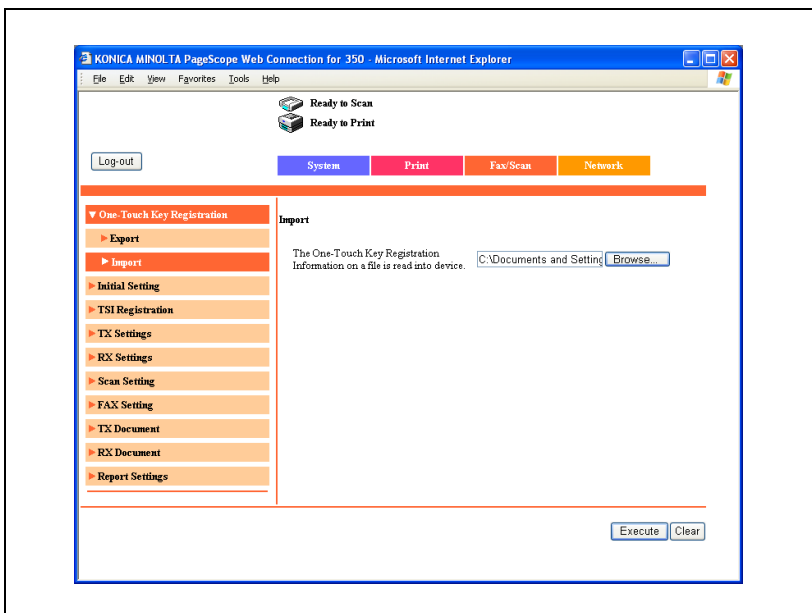 KONICA MINOLTA PageScope Web Connection for 350 - Microsoft Internet Explorer
File Edit View Favorites Tools Help
Ready to Scan
Ready to Print
Log-out
System Print Fax/Scan Network
One-Touch Key Registration
Export
Import
Initial Setting
TSI Registration
TX Settings
RX Settings
Scan Setting
FAX Setting
TX Document
RX Document
Report Settings
Import
The One-Touch Key Registration
Information on a file is read into device.
C:\Documents and Setting Browse...
Execute Clear